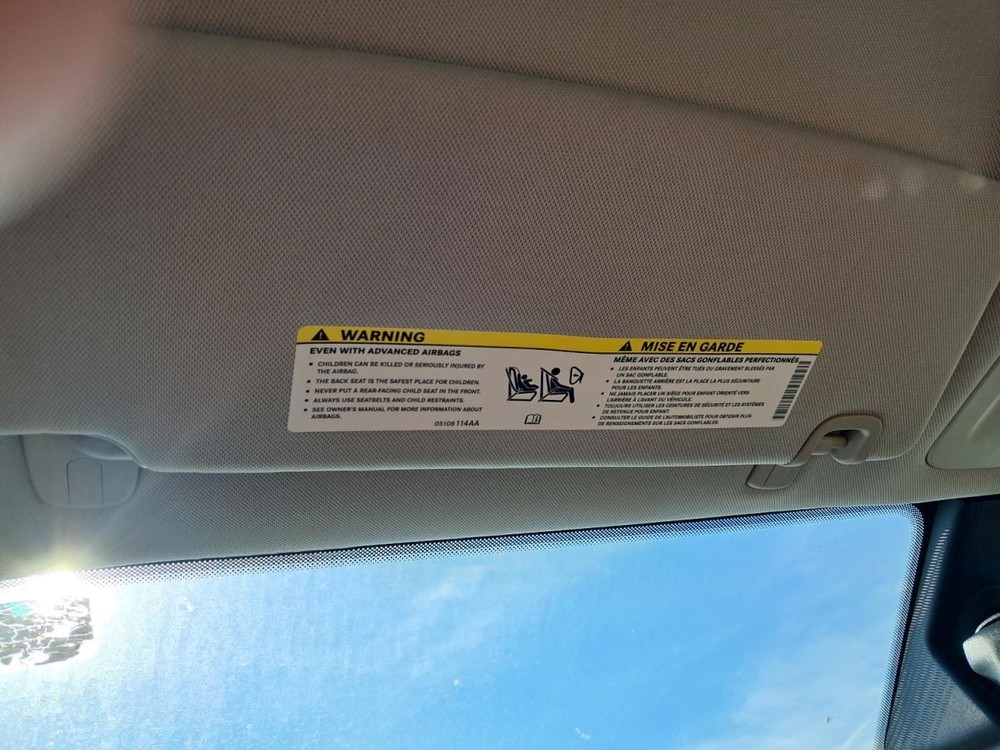 WARNING
EVEN WITH ADVANCED AIRBAGS
• CHILDREN CAN BE KILLED OR SERIOUSLY INJURED BY
THE AIRBAG.
• THE BACK SEAT IS THE SAFEST PLACE FOR CHILDREN.
• NEVER PUT A REAR-FACING CHILD SEAT IN THE FRONT.
• ALWAYS USE SEATBELTS AND CHILD RESTRAINTS.
• SEE OWNER'S MANUAL FOR MORE INFORMATION ABOUT
AIRBAGS.
05108114AA
MISE EN GARDE
MÊME AVEC DES SACS GONFLABLES PERFECTIONNÉS
• LES ENFANTS PEUVENT ÊTRE TUÉS OU GRAVEMENT BLESSÉS PAR
UN SAC GONFLABLE.
• LA BANQUETTE ARRIÈRE EST LA PLACE LA PLUS SÉCURITAIRE
POUR LES ENFANTS.
• NE JAMAIS PLACER UN SIÈGE POUR ENFANT ORIENTÉ VERS
L'ARRIÈRE À L'AVANT DU VÉHICULE.
• TOUJOURS UTILISER LES CEINTURES DE SÉCURITÉ ET LES SYSTÈMES
DE RETENUE POUR ENFANT.
• CONSULTER LE GUIDE DE L'AUTOMOBILISTE POUR OBTENIR PLUS
DE RENSEIGNEMENTS SUR LES SACS GONFLABLES.